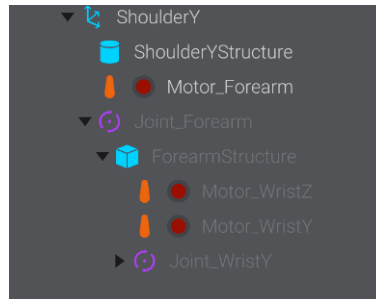 ShoulderY
ShoulderYStructure
Motor_Forearm
Joint_Forearm
ForearmStructure
Motor_WristZ
Motor_WristY
Joint_WristY